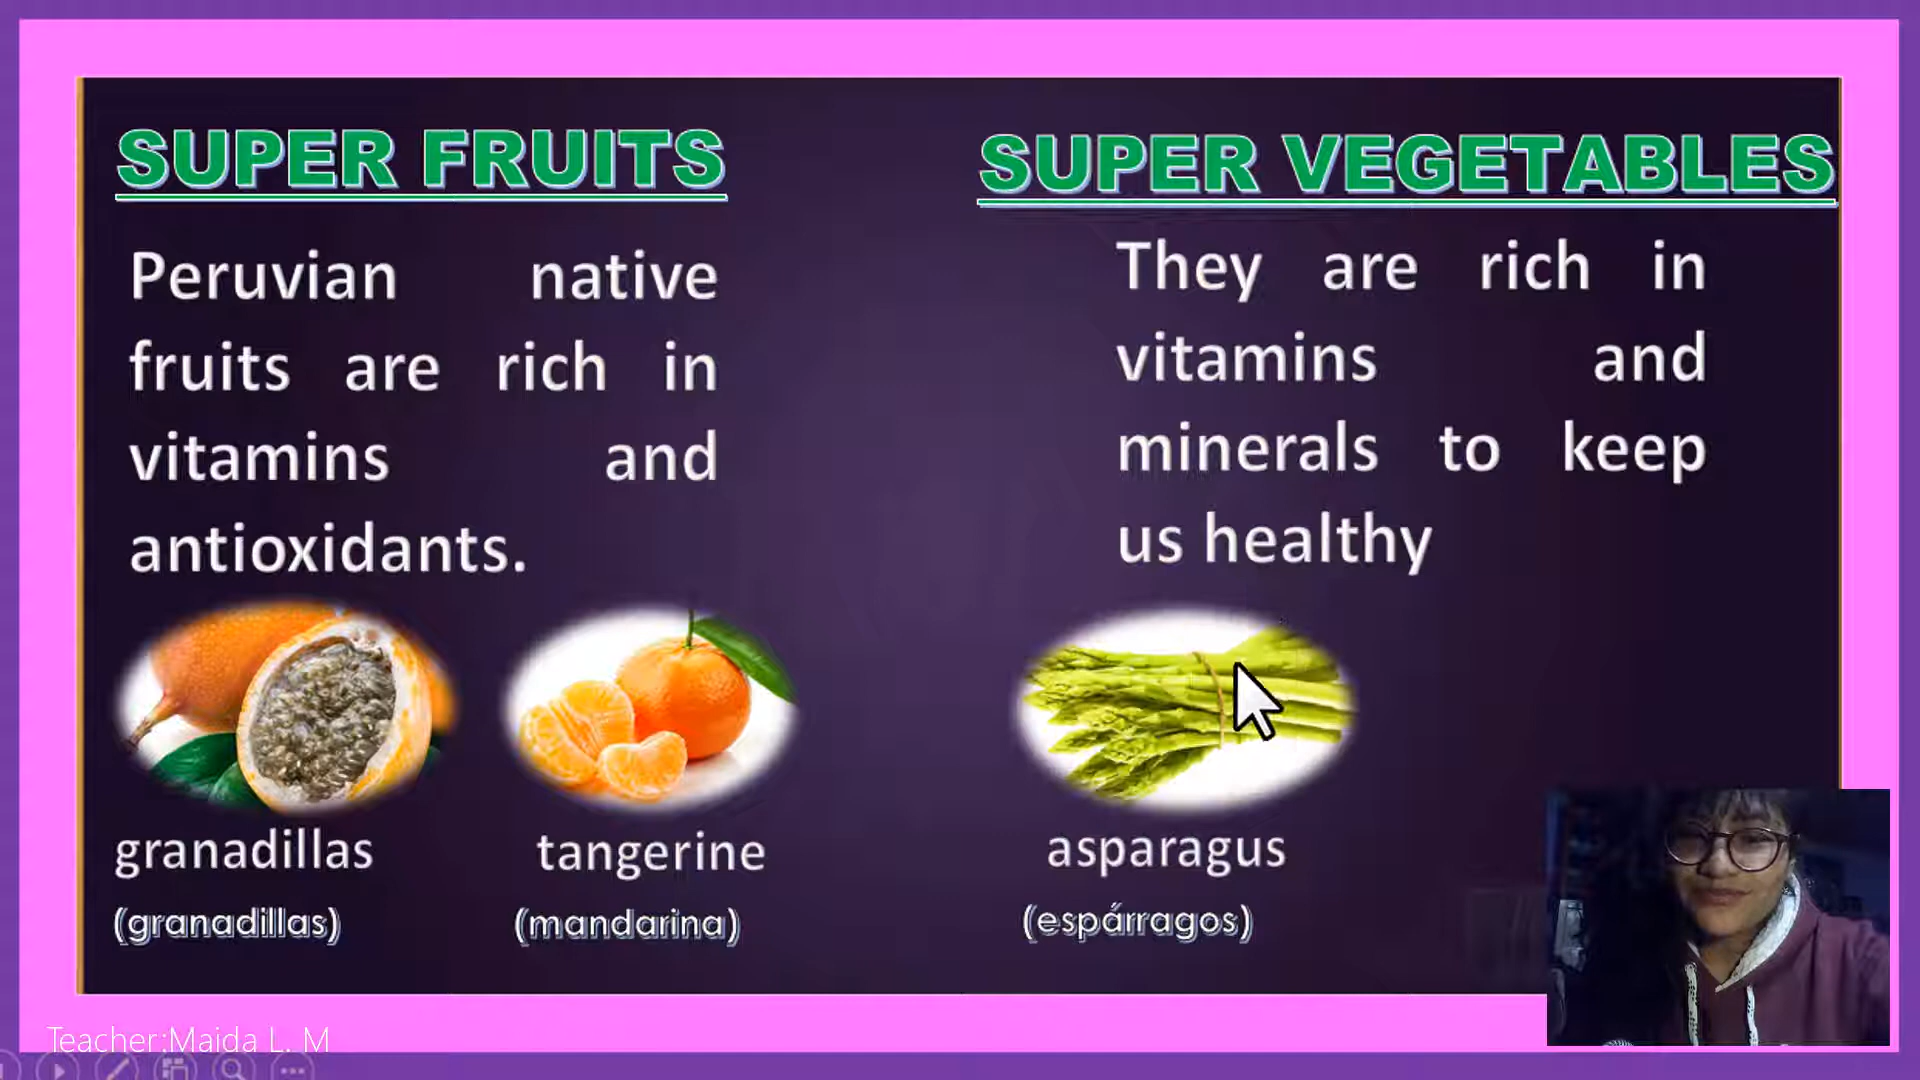 SUPER FRUITS
Peruvian native
fruits are rich in
vitamins and
antioxidants.
granadillas
(granadillas)
tangerine
(mandarina)
SUPER VEGETABLES
They are rich in
vitamins and
minerals to keep
us healthy
asparagus
(espárragos)
Teacher:Maida L. M